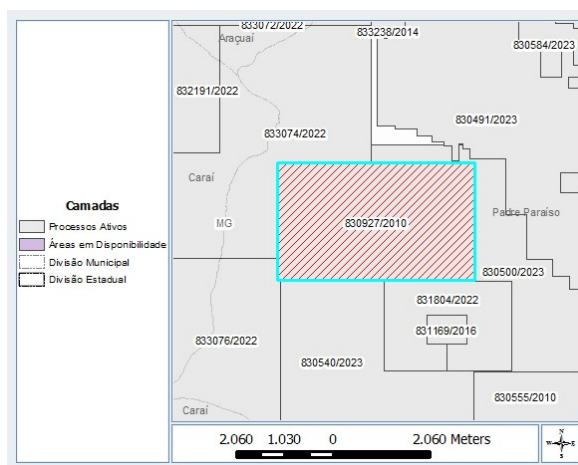 Camadas
Processos Ativos
Áreas em Disponibilidade
Divisão Municipal
Divisão Estadual
833072/2022
Araçuaí
833238/2014
830584/2023
832191/2022
830491/2023
833074/2022
Caraí
MG
830927/2010
Padre Paraíso
830500/2023
831804/2022
831169/2016
833076/2022
830540/2023
830555/2010
Caraí
2.060 1.030 0 2.060 Meters
N
W E
S